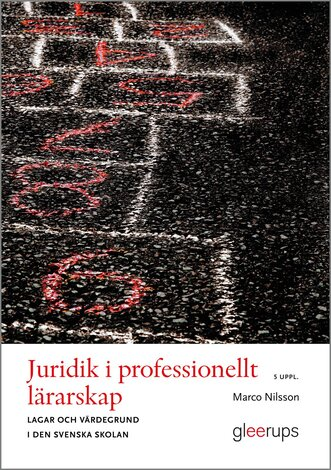 Juridik i professionellt
lärarskap
5 UPPL.
LAGAR OCH VÄRDEGRUND
I DEN SVENSKA SKOLAN
Marco Nilsson
gleerups